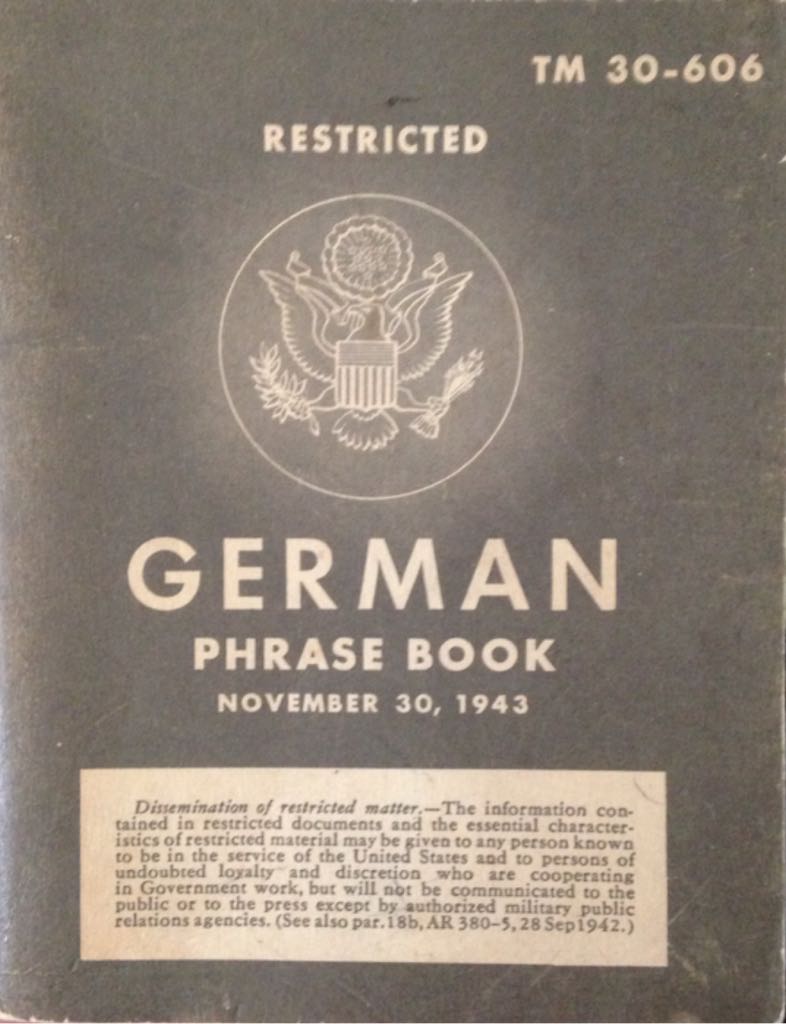 TM 30-606
RESTRICTED
GERMAN
PHRASE BOOK
NOVEMBER 30, 1943
Dissemination of restricted matter.—The information con-
tained in restricted documents and the essential character-
istics of restricted material may be given to any person known
to be in the service of the United States and to persons of
undoubted loyalty and discretion who are cooperating
in Government work, but will not be communicated to the
public or to the press except by authorized military public
relations agencies. (See also par. 18b, AR 380-5, 28 Sep 1942.)